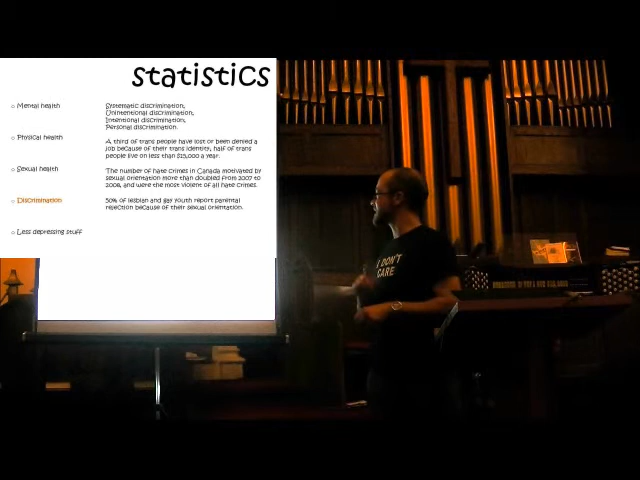 statistics
Mental health
Physical health
Sexual health
Discrimination
Less depressing stuff
Systematic discrimination,
Unintentional discrimination,
Intentional discrimination,
Personal discrimination.
A third of trans people have lost or been denied a
job because of their trans identity, half of trans
people live on less than $15,000 a year.
The number of hate crimes in Canada motivated by
sexual orientation more than doubled from 2007 to
2008, and were the most violent of all hate crimes.
50% of lesbian and gay youth report parental
rejection because of their sexual orientation.
I DON'T
CARE